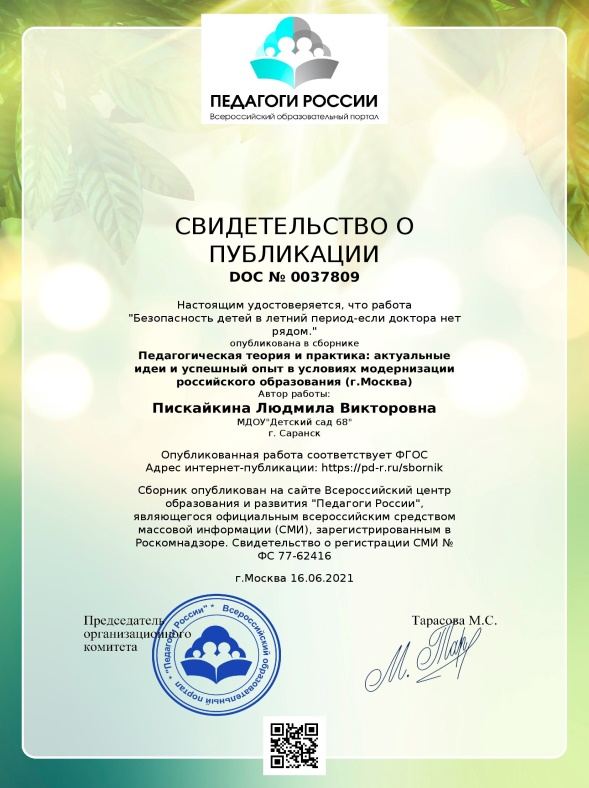 ПЕДАГОГИ РОССИИ
Всероссийский образовательный портал
СВИДЕТЕЛЬСТВО О
ПУБЛИКАЦИИ
DOC № 0037809
Настоящим удостоверяется, что работа
"Безопасность детей в летний период-если доктора нет
рядом."
опубликована в сборнике
Педагогическая теория и практика: актуальные
идеи и успешный опыт в условиях модернизации
российского образования (г.Москва)
Автор работы:
Пискайкина Людмила Викторовна
МДОУ"Детский сад 68"
г. Саранск
Опубликованная работа соответствует ФГОС
Адрес интернет-публикации: https://pd-r.ru/sbornik
Сборник опубликован на сайте Всероссийский центр
образования и развития "Педагоги России",
являющегося официальным всероссийским средством
массовой информации (СМИ), зарегистрированным в
Роскомнадзоре. Свидетельство о регистрации СМИ №
ФС 77-62416
г.Москва 16.06.2021
Председатель
организационного
комитета
Тарасова М.С.
* "Педагоги России" * Всероссийский образовательный портал
М. Тар